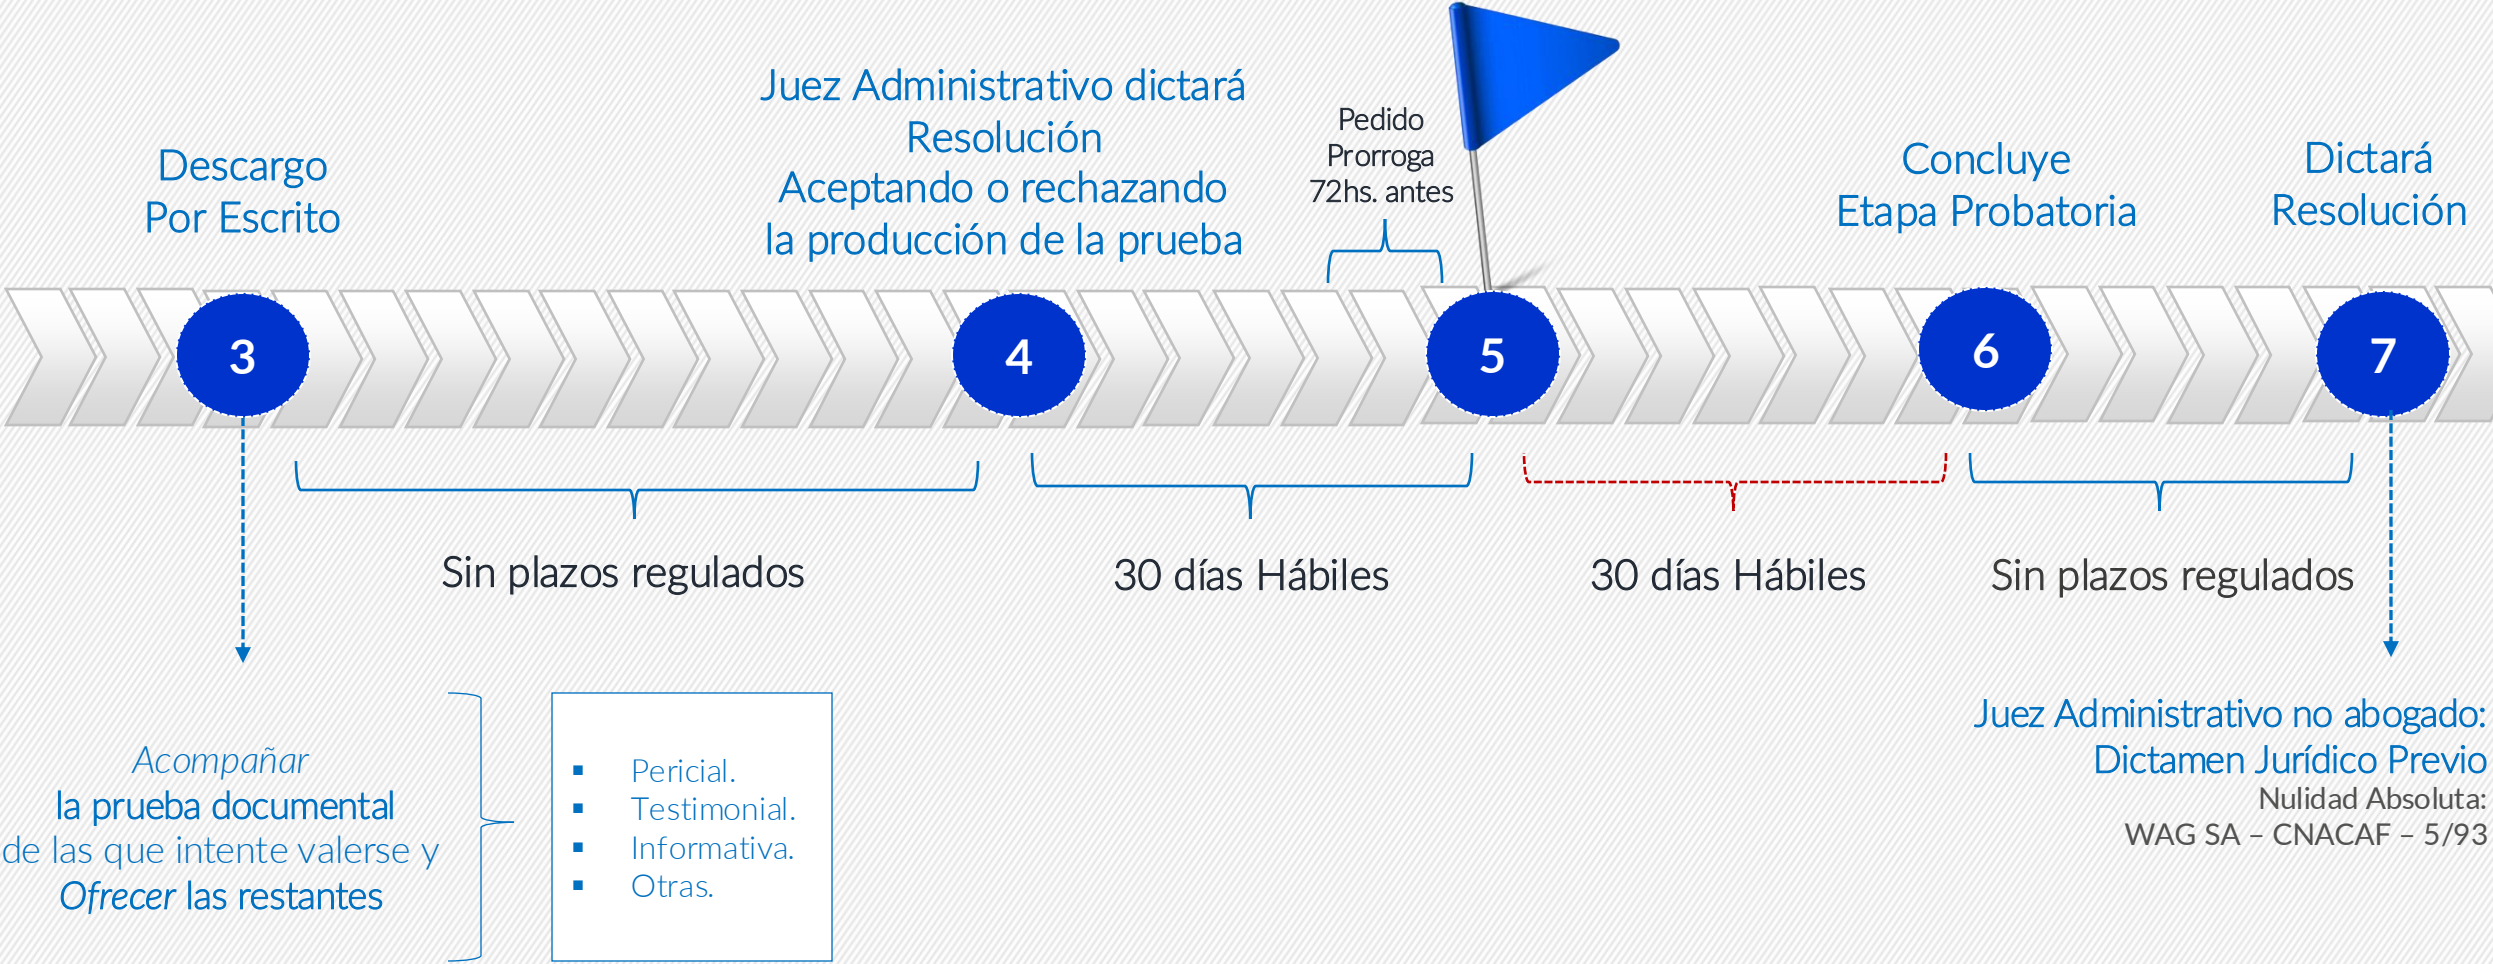 Descargo
Por Escrito
Juez Administrativo dictará
Resolución
Aceptando o rechazando
la producción de la prueba
Pedido
Prorroga
72hs. antes
Concluye
Etapa Probatoria
Dictará
Resolución
3
4
5
6
7
Sin plazos regulados
30 días Hábiles
30 días Hábiles
Sin plazos regulados
Acompañar
la prueba documental
de las que intente valerse y
Ofrecer las restantes
▪ Pericial.
▪ Testimonial.
▪ Informativa.
▪ Otras.
Juez Administrativo no abogado:
Dictamen Jurídico Previo
Nulidad Absoluta:
WAG SA – CNACAF – 5/93